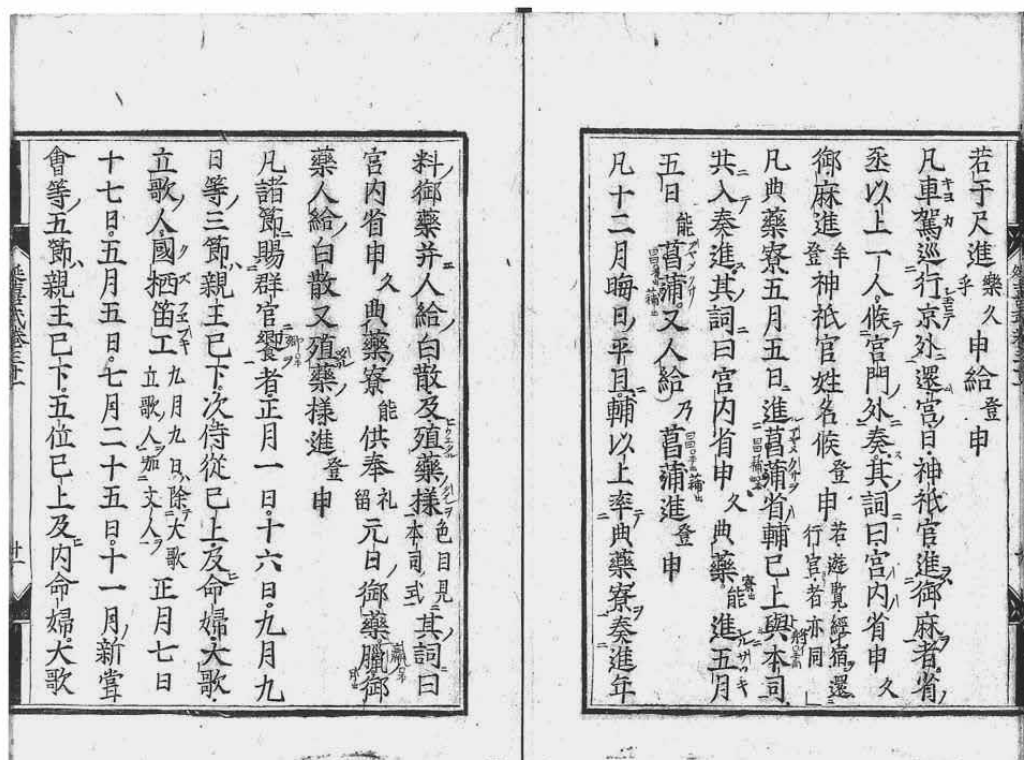 若干尺進 樂久 乎 申給 登 申
凡車駕巡行京外還宮日神祇官進御麻者省
丞以上一人候宮門外奏其詞曰宮内省申 久
御麻進 牟登 神祇官姓名候 登 申 若遊覽經宿還行宮者亦同
凡典藥寮五月五日進菖蒲省輔已上與本司
共入奏進其詞曰宮内省申 久 典藥 能 進五月
五日 能 菖蒲又人給 乃 菖蒲進 登 申
凡十二月晦日平旦輔以上率典藥寮奏進年
料御藥并人給白散及殖藥樣 色目見本司式 其詞曰
宮内省申 久 典藥寮 能 供奉 礼留 元日御藥臘御
藥人給白散又殖藥樣進 登 申
凡諸節賜群官饗者正月一日十六日九月九
日等三節親王已下次侍從已上及命婦大歌
立歌人國栖笛工 九月九日除大歌立歌人加文人 正月七日
十七日五月五日七月二十五日十一月新嘗
會等五節親王已下五位已上及内命婦大歌